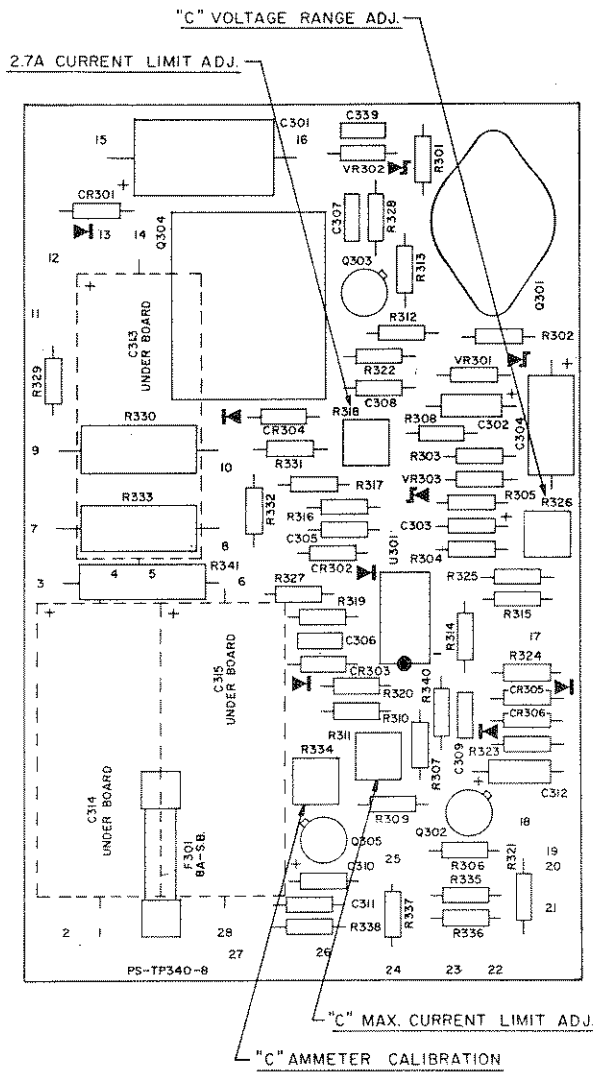 "C" VOLTAGE RANGE ADJ.
2.7A CURRENT LIMIT ADJ.
C339
C301
15
16
R301
VR302
+
CR301
Q304
C307
R328
13
14
12
Q303
R313
+
Q301
11
R312
R302
C313
UNDER BOARD
R322
VR301
+
R329
C308
+
R318
C302
C304
R330
CR304
R308
9
10
R331
R303
R317
VR303
R333
R332
R305
R326
R316
C303
+
7
8
C305
U301
R304
R341
CR302
3
4
5
6
R327
R325
+
+
R319
R315
1
R314
17
C306
C315
UNDER BOARD
R324
CR303
R320
R340
CR305
R310
CR306
R311
R334
R307
C309
R323
+
C312
C314
UNDER BOARD
R309
F301
8A-S.B.
Q302
18
Q305
25
R306
R321
19
+
C310
20
R335
C311
R337
21
R338
R336
2
1
28
27
26
24
23
22
PS-TP340-8
"C" MAX. CURRENT LIMIT ADJ.
"C" AMMETER CALIBRATION